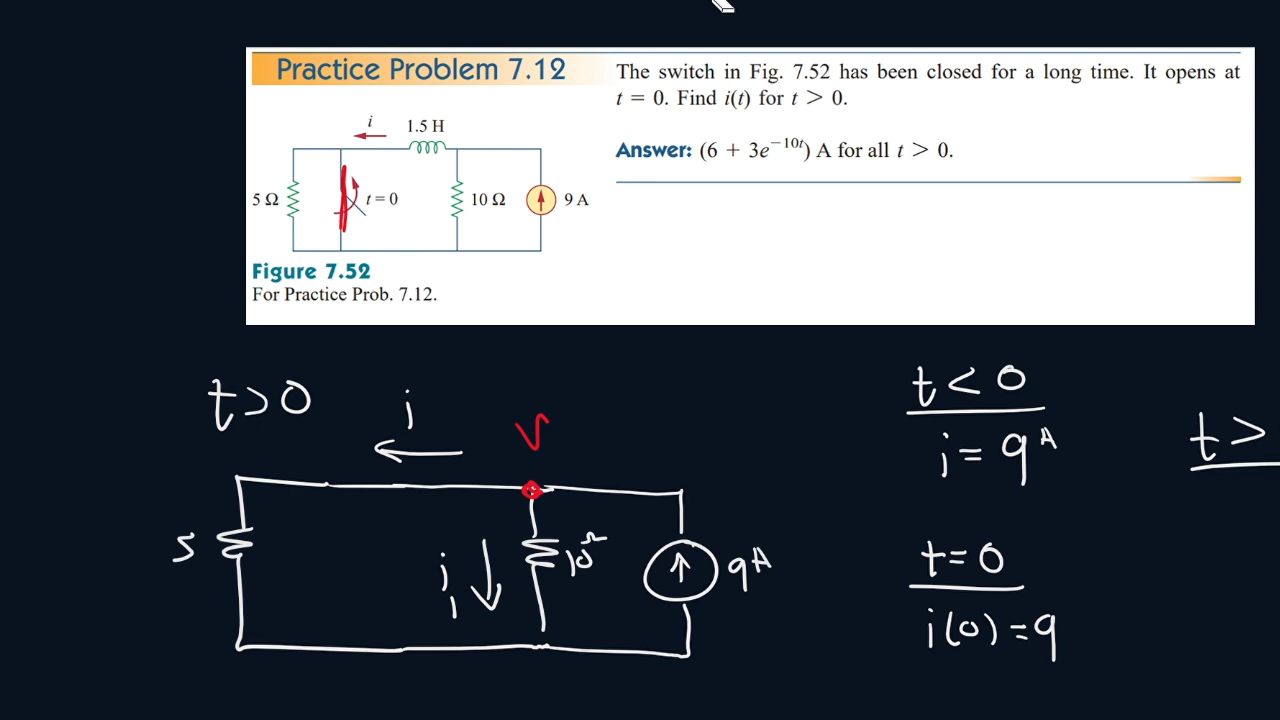 Practice Problem 7.12
The switch in Fig. 7.52 has been closed for a long time. It opens at
t = 0. Find i(t) for t > 0.
Answer: (6 + 3e⁻¹⁰ᵗ) A for all t > 0.
i
1.5 H
5 Ω
t = 0
10 Ω
9 A
Figure 7.52
For Practice Prob. 7.12.
t>0
i
V
5
i₁
10Ω
9A
t<0
i=9A
t=0
i(0)=9
t>